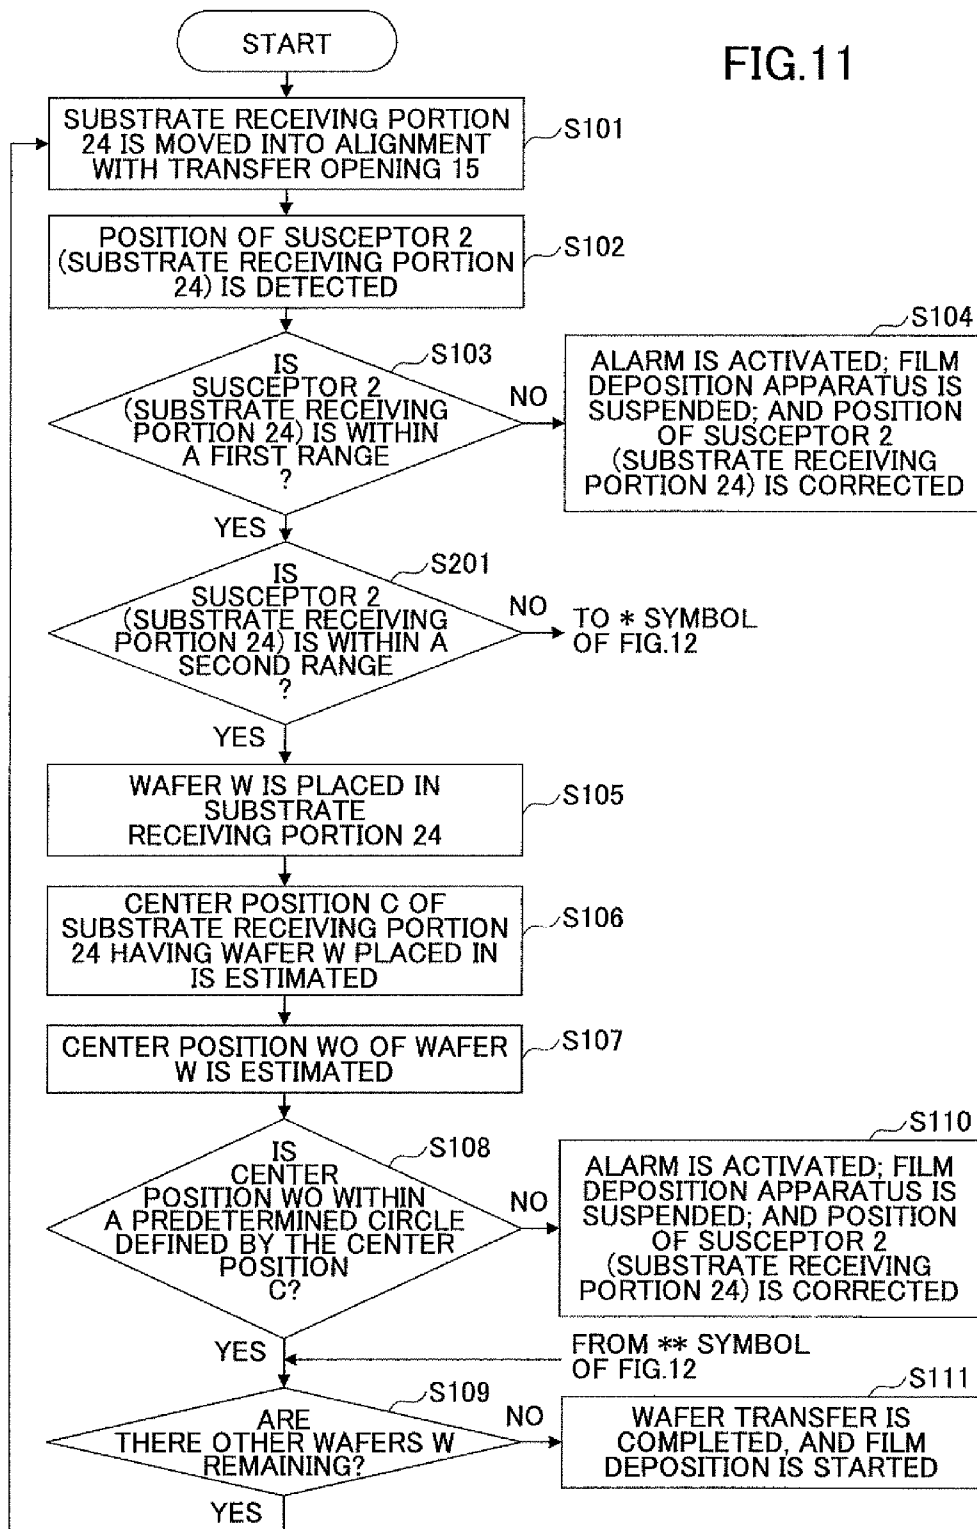 FIG.11
START
SUBSTRATE RECEIVING PORTION
24 IS MOVED INTO ALIGNMENT
WITH TRANSFER OPENING 15
S101
POSITION OF SUSCEPTOR 2
(SUBSTRATE RECEIVING PORTION
24) IS DETECTED
S102
IS
SUSCEPTOR 2
(SUBSTRATE RECEIVING
PORTION 24) IS WITHIN
A FIRST RANGE
?
S103
NO
YES
ALARM IS ACTIVATED; FILM
DEPOSITION APPARATUS IS
SUSPENDED; AND POSITION
OF SUSCEPTOR 2
(SUBSTRATE RECEIVING
PORTION 24) IS CORRECTED
S104
IS
SUSCEPTOR 2
(SUBSTRATE RECEIVING
PORTION 24) IS WITHIN A
SECOND RANGE
?
S201
NO
TO * SYMBOL
OF FIG.12
YES
WAFER W IS PLACED IN
SUBSTRATE
RECEIVING PORTION 24
S105
CENTER POSITION C OF
SUBSTRATE RECEIVING PORTION
24 HAVING WAFER W PLACED IN
IS ESTIMATED
S106
CENTER POSITION WO OF WAFER
W IS ESTIMATED
S107
IS
CENTER
POSITION WO WITHIN
A PREDETERMINED CIRCLE
DEFINED BY THE CENTER
POSITION
C?
S108
NO
YES
ALARM IS ACTIVATED; FILM
DEPOSITION APPARATUS IS
SUSPENDED; AND POSITION
OF SUSCEPTOR 2
(SUBSTRATE RECEIVING
PORTION 24) IS CORRECTED
S110
FROM ** SYMBOL
OF FIG.12
ARE
THERE OTHER WAFERS W
REMAINING?
S109
NO
YES
WAFER TRANSFER IS
COMPLETED, AND FILM
DEPOSITION IS STARTED
S111